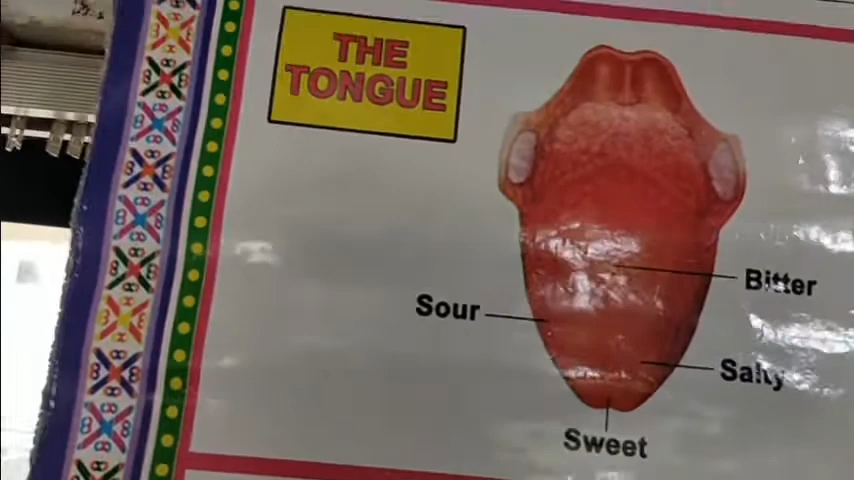 THE
TONGUE
Bitter
Sour
Salty
Sweet